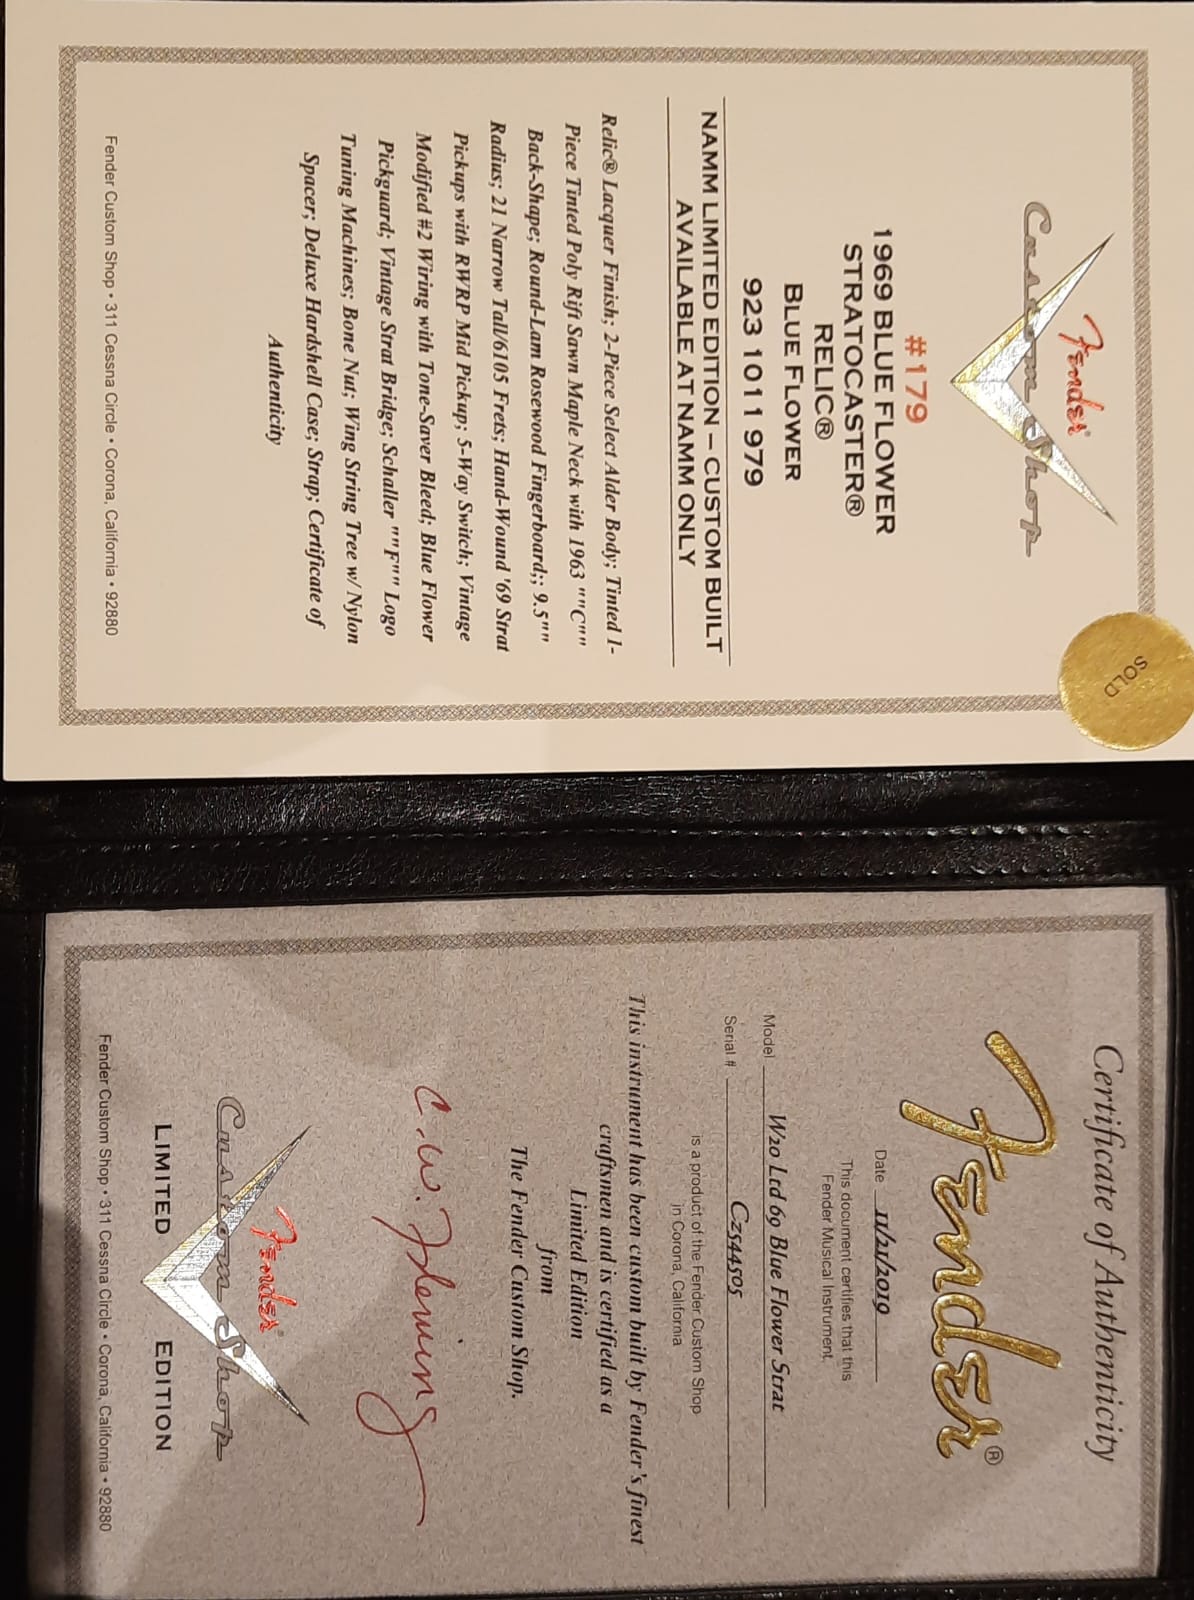 Fender®
Custom Shop
SOLD
#179
1969 BLUE FLOWER
STRATOCASTER®
RELIC®
BLUE FLOWER
923 1011 979
NAMM LIMITED EDITION – CUSTOM BUILT
AVAILABLE AT NAMM ONLY
Relic® Lacquer Finish; 2-Piece Select Alder Body; Tinted 1-
Piece Tinted Poly Rift Sawn Maple Neck with 1963 ""C""
Back-Shape; Round-Lam Rosewood Fingerboard;; 9.5""
Radius; 21 Narrow Tall/6105 Frets; Hand-Wound '69 Strat
Pickups with RWRP Mid Pickup; 5-Way Switch; Vintage
Modified #2 Wiring with Tone-Saver Bleed; Blue Flower
Pickguard; Vintage Strat Bridge; Schaller ""F"" Logo
Tuning Machines; Bone Nut; Wing String Tree w/ Nylon
Spacer; Deluxe Hardshell Case; Strap; Certificate of
Authenticity
Fender Custom Shop • 311 Cessna Circle • Corona, California • 92880
Certificate of Authenticity
Fender®
Date 11/21/2019
This document certifies that this
Fender Musical Instrument,
Model W20 Ltd 69 Blue Flower Strat
Serial # CZ544505
is a product of the Fender Custom Shop
in Corona, California
This instrument has been custom built by Fender's finest
craftsmen and is certified as a
Limited Edition
from
The Fender Custom Shop.
C.W. Fleming
Fender®
Custom Shop
LIMITED EDITION
Fender Custom Shop • 311 Cessna Circle • Corona, California • 92880